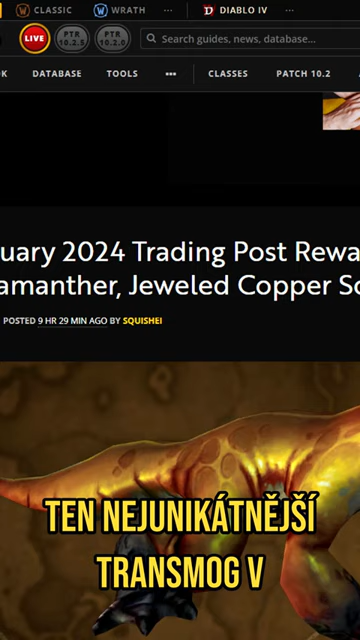 CLASSIC WRATH ... DIABLO IV ...
LIVE PTR 10.2.5 PTR 10.2.0 Search guides, news, database...
OK DATABASE TOOLS ... CLASSES PATCH 10.2
uary 2024 Trading Post Rewa
amanther, Jeweled Copper Sc
POSTED 9 HR 29 MIN AGO BY SQUISHEI
TEN NEJUNIKÁTNĚJŠÍ
TRANSMOG V